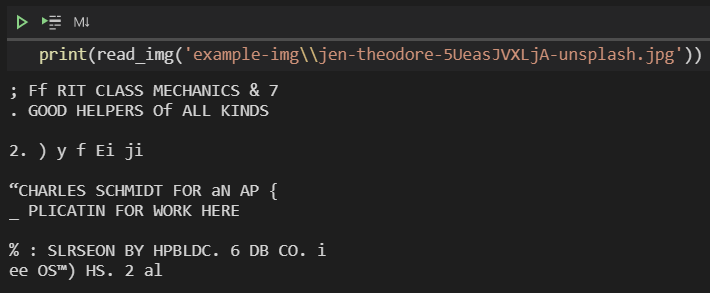 M↓
print(read_img('example-img\\jen-theodore-5UeasJVXLjA-unsplash.jpg'))
; Ff RIT CLASS MECHANICS & 7
. GOOD HELPERS Of ALL KINDS
2. ) y f Ei ji
“CHARLES SCHMIDT FOR aN AP {
_ PLICATIN FOR WORK HERE
% : SLRSEON BY HPBLDC. 6 DB CO. i
ee OS™) HS. 2 al